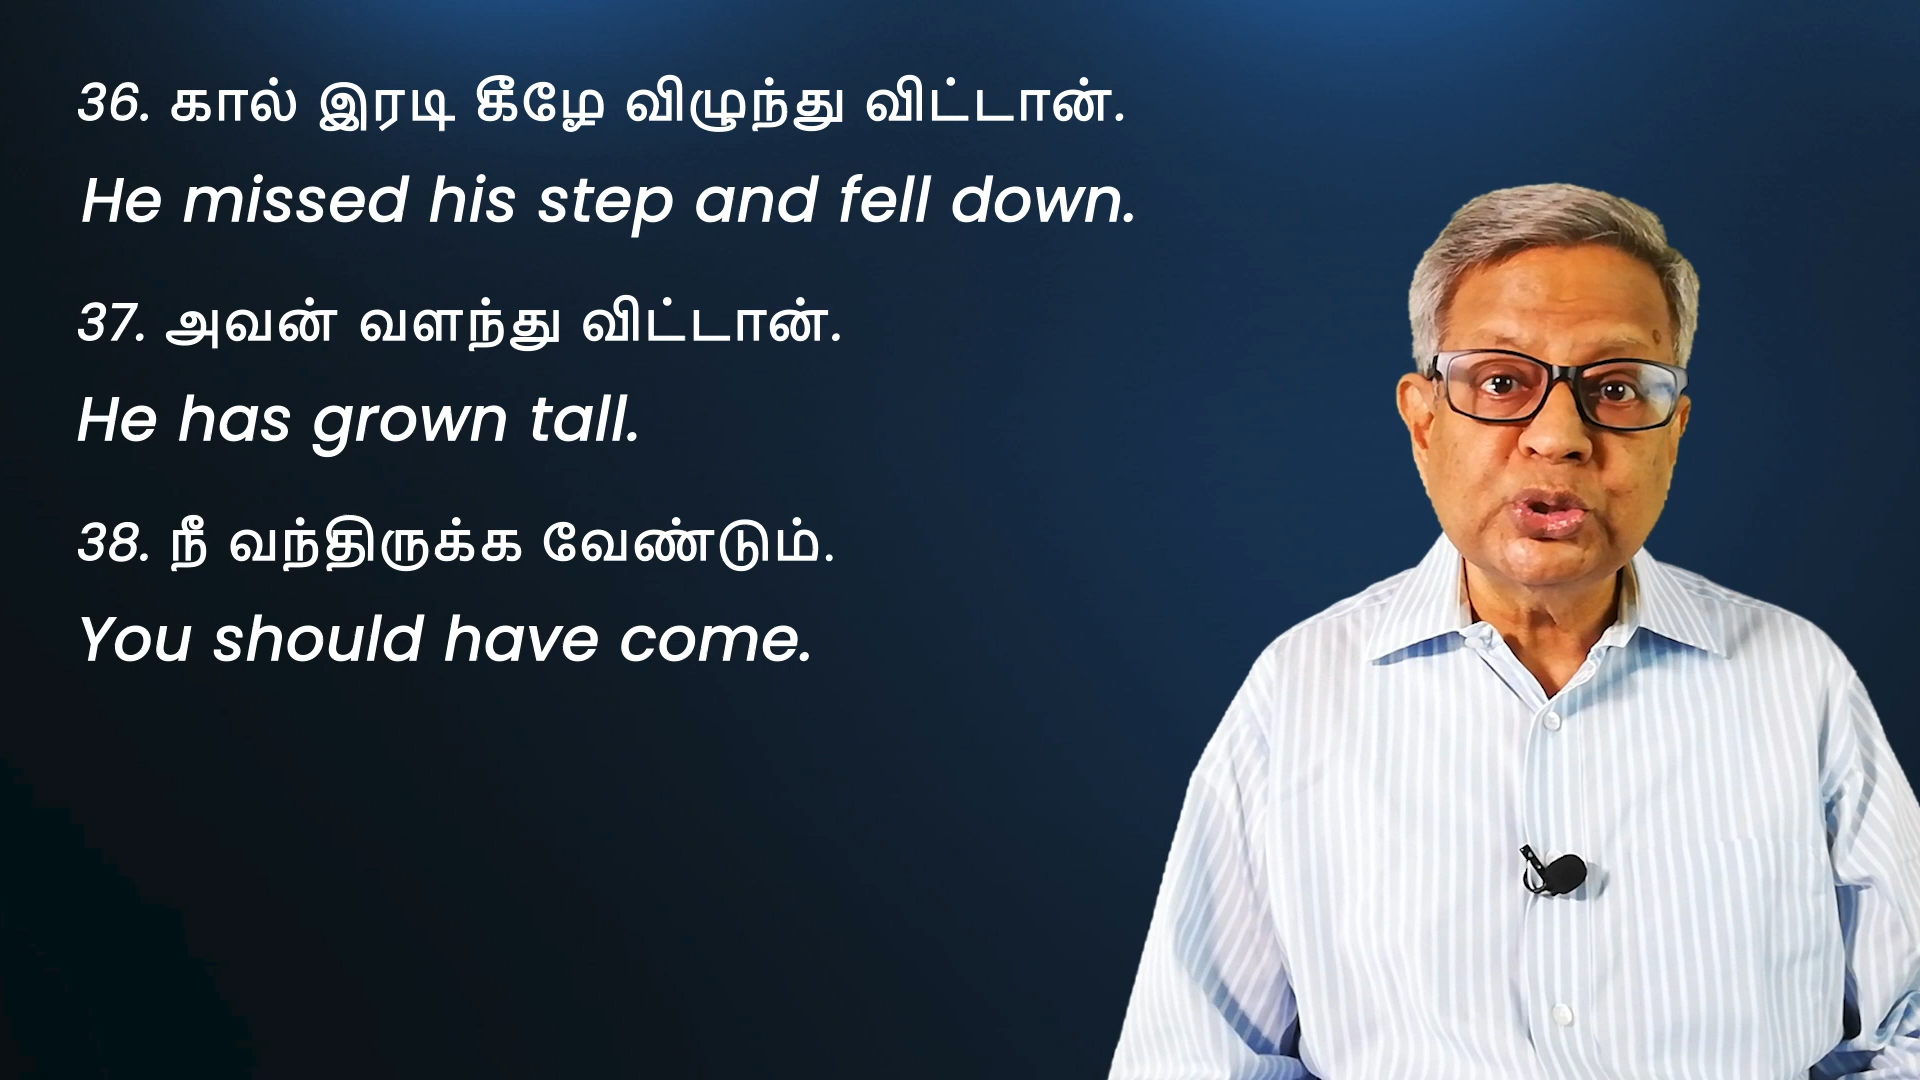 36. கால் இரடி கீழே விழுந்து விட்டான்.
He missed his step and fell down.
37. அவன் வளந்து விட்டான்.
He has grown tall.
38. நீ வந்திருக்க வேண்டும்.
You should have come.